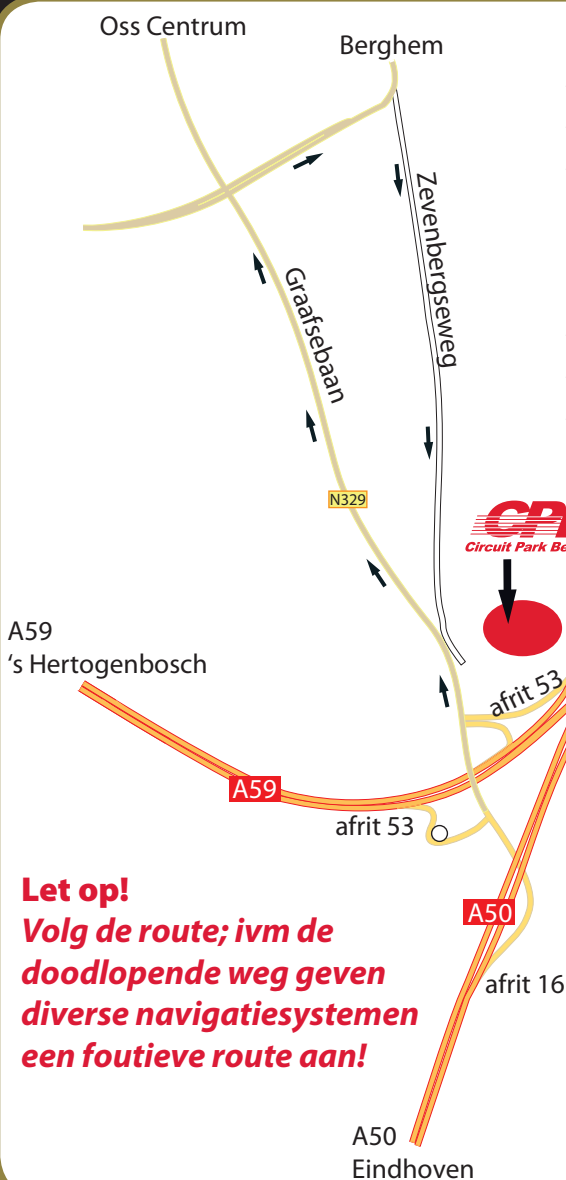 Oss Centrum
Berghem
Zevenbergseweg
Graafsebaan
N329
Circuit Park Be
A59
‘s Hertogenbosch
afrit 53
A59
afrit 53
A50
Let op!
Volg de route; ivm de
doodlopende weg geven
diverse navigatiesystemen
een foutieve route aan!
afrit 16
A50
Eindhoven